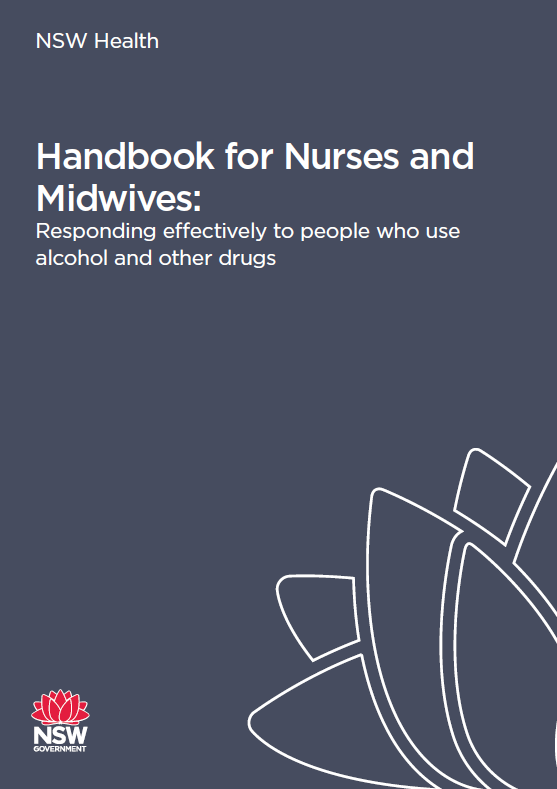 NSW Health
Handbook for Nurses and
Midwives:
Responding effectively to people who use
alcohol and other drugs
NSW
GOVERNMENT